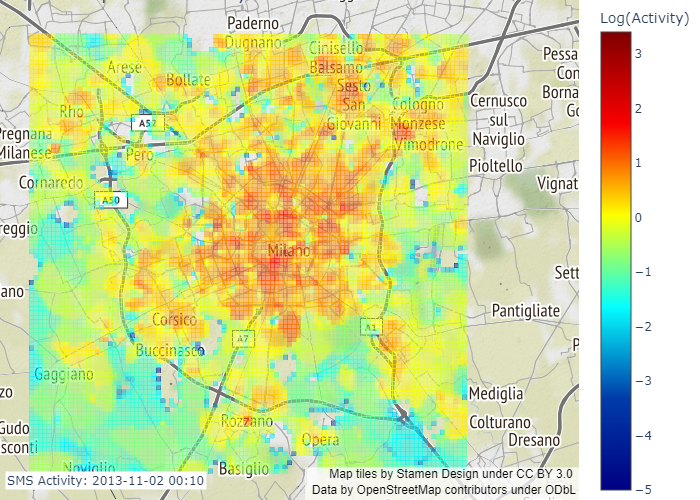 Paderno
Dugnano
Cinisello
Balsamo
Arese
Bollate
Sesto
San
Giovanni
Rho
Cologno
Monzese
Vimodrone
A52
Pero
Pregnana
Milanese
Cornaredo
A50
reggio
Milano
ano
Corsico
A7
A1
Buccinasco
Gaggiano
zo
Gudo
sconti
Rozzano
Opera
Noviglio
Basiglio
Pessa
Con
Borna
Go
Cernusco
sul
Naviglio
Pioltello
Vignat
Sett
Pantigliate
P
Mediglia
Colturano
Dresano
SMS Activity: 2013-11-02 00:10
Map tiles by Stamen Design under CC BY 3.0
Data by OpenStreetMap contributors under ODbL
Log(Activity)
3
2
1
0
−1
−2
−3
−4
−5